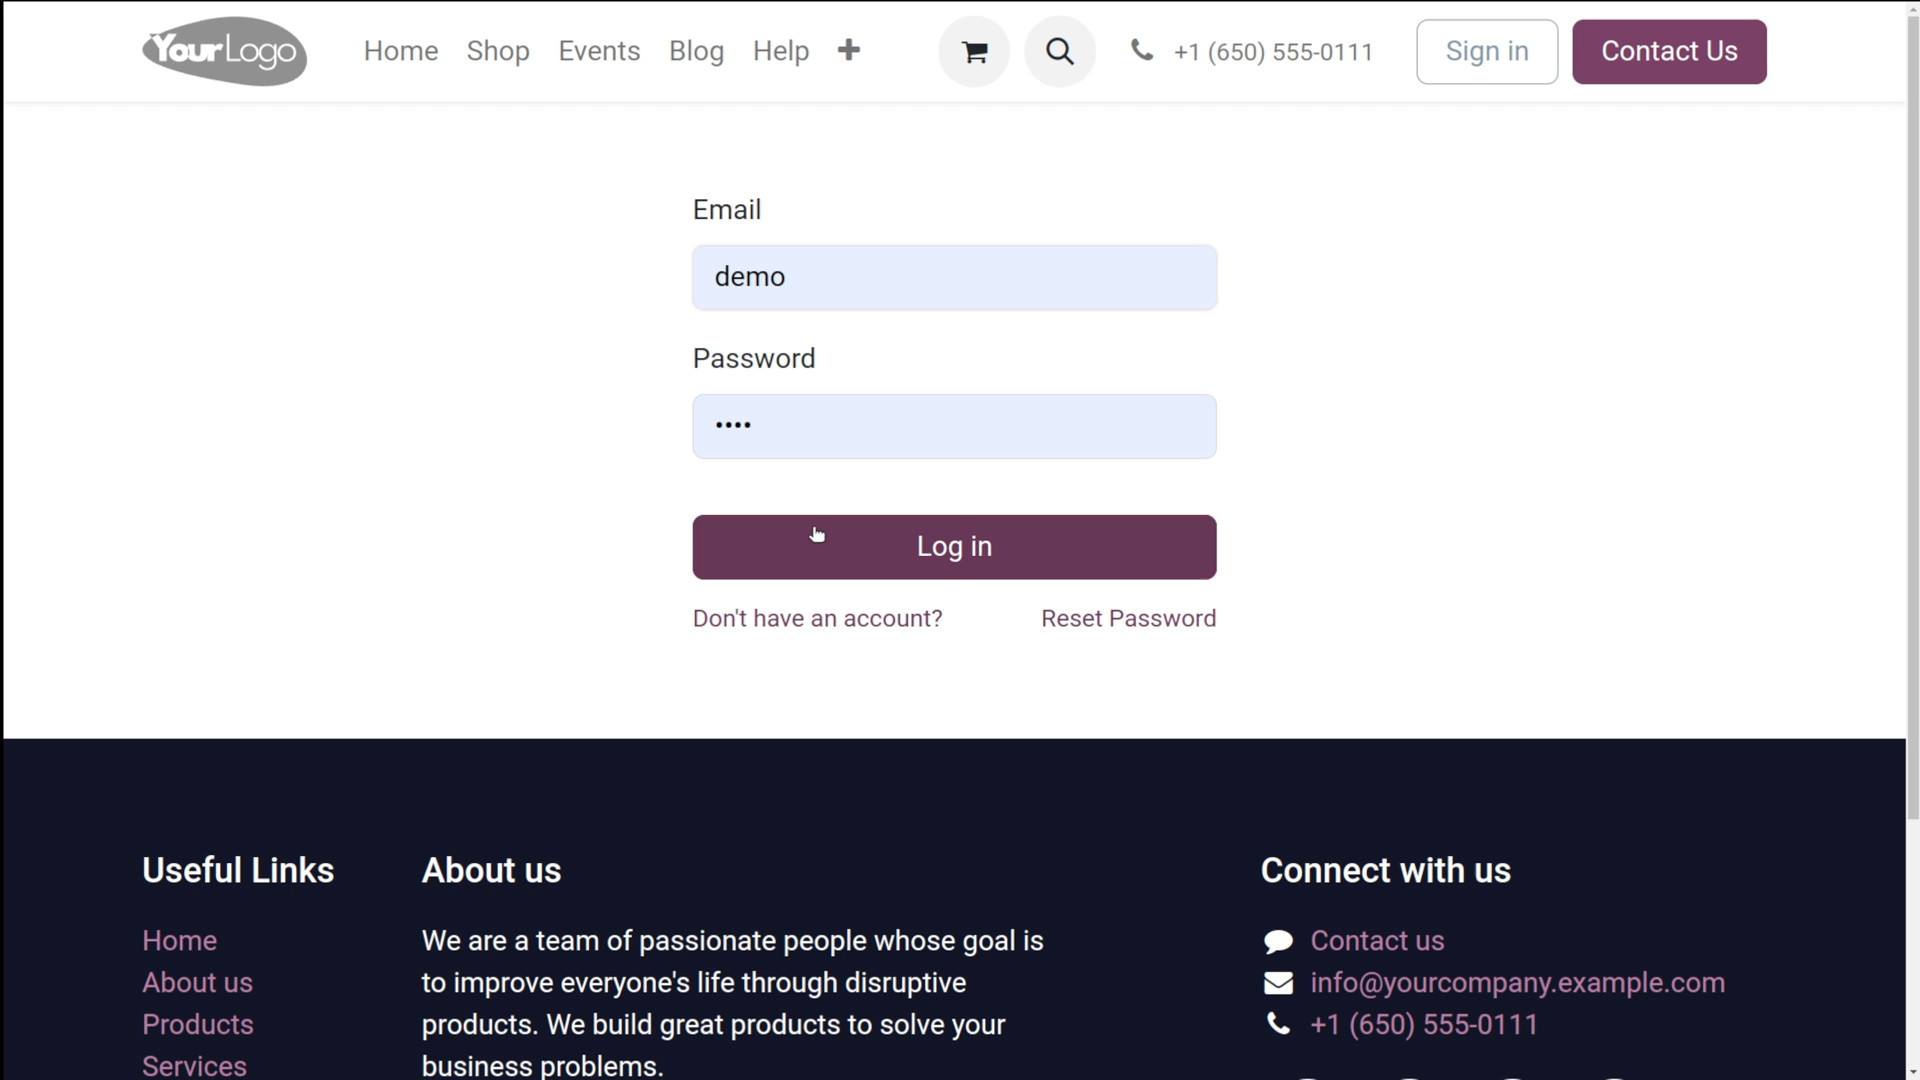 YourLogo
Home Shop Events Blog Help
+1 (650) 555-0111
Sign in
Contact Us
Email
demo
Password
••••
Log in
Don't have an account? Reset Password
Useful Links
Home
About us
Products
Services
About us
We are a team of passionate people whose goal is
to improve everyone's life through disruptive
products. We build great products to solve your
business problems.
Connect with us
Contact us
info@yourcompany.example.com
+1 (650) 555-0111